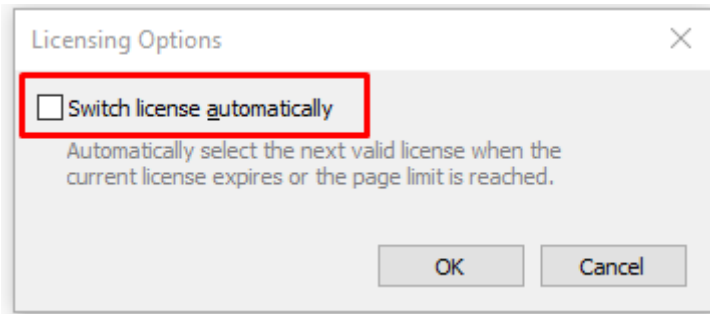 Licensing Options
Switch license automatically
Automatically select the next valid license when the
current license expires or the page limit is reached.
OK Cancel